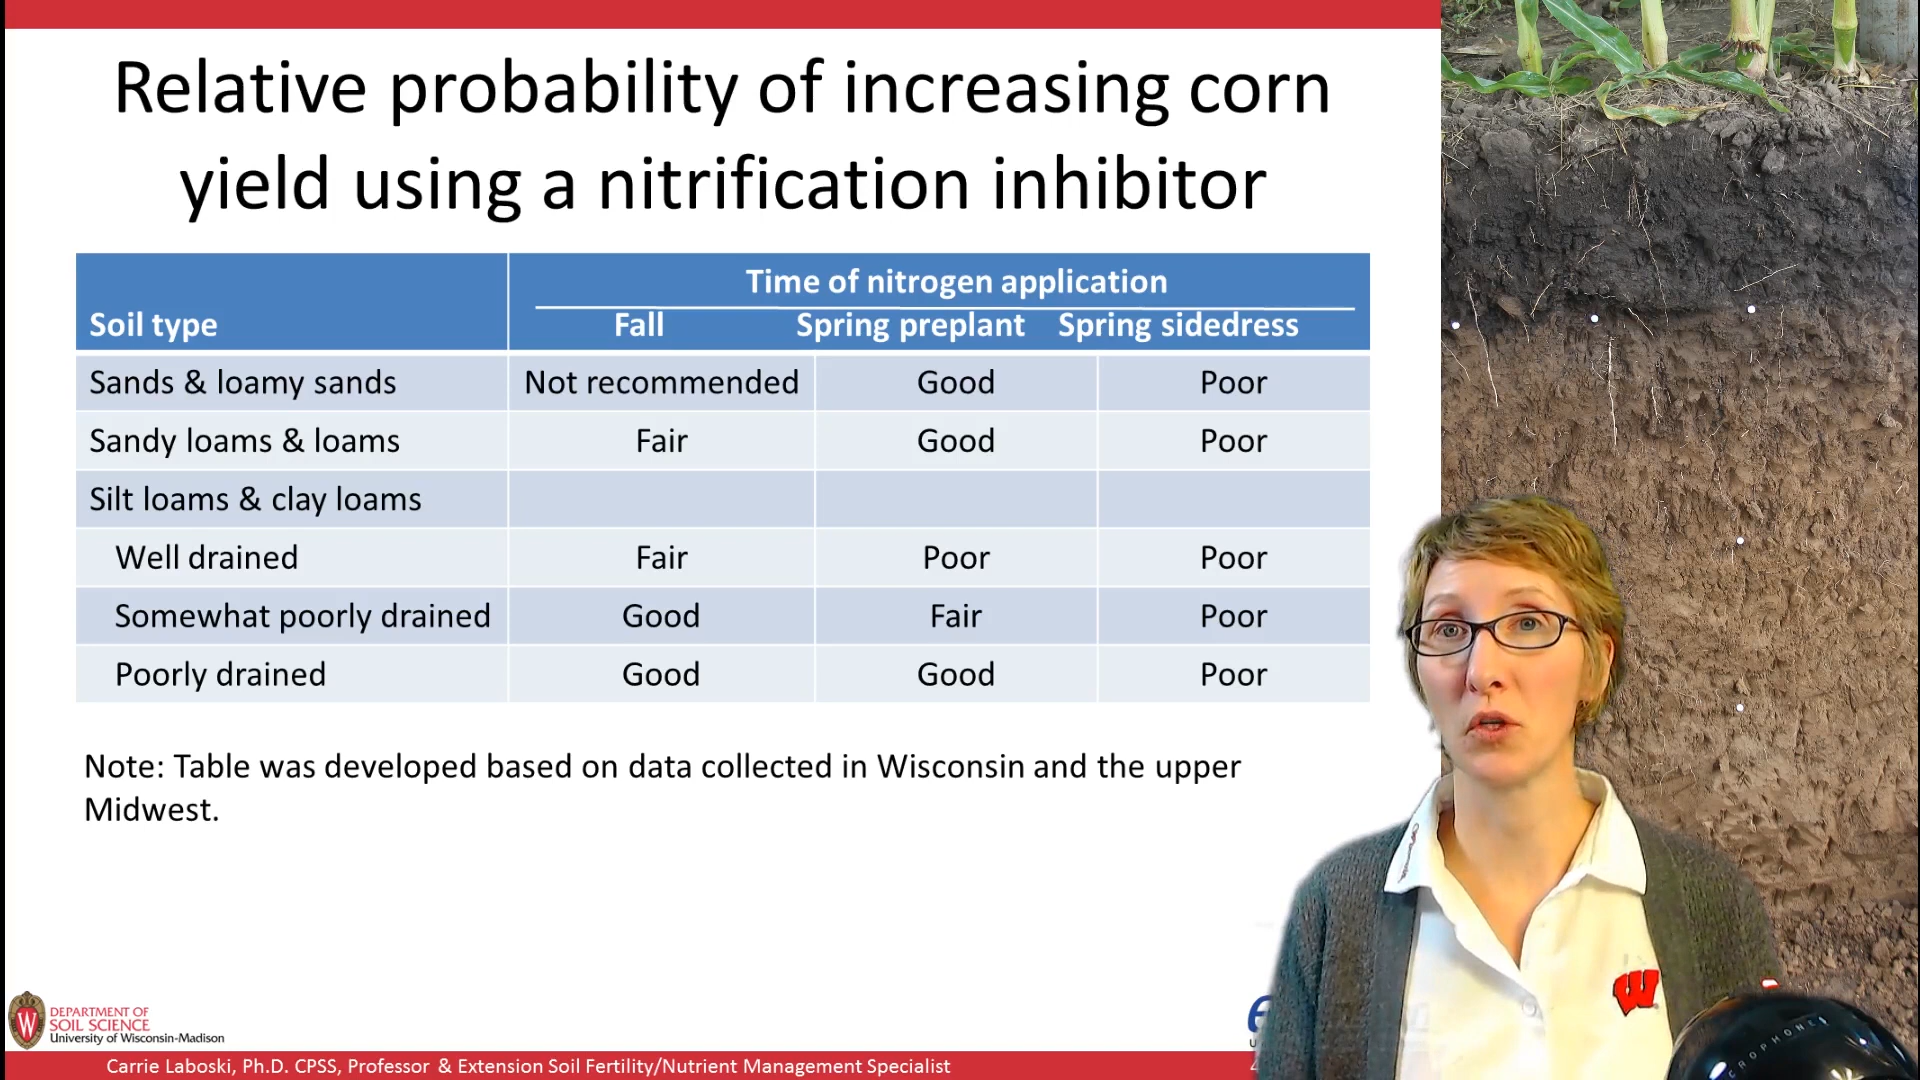 Relative probability of increasing corn
yield using a nitrification inhibitor
Time of nitrogen application
Soil type Fall Spring preplant Spring sidedress
Sands & loamy sands Not recommended Good Poor
Sandy loams & loams Fair Good Poor
Silt loams & clay loams
Well drained Fair Poor Poor
Somewhat poorly drained Good Fair Poor
Poorly drained Good Good Poor
Note: Table was developed based on data collected in Wisconsin and the upper
Midwest.
W
W
DEPARTMENT OF
SOIL SCIENCE
University of Wisconsin-Madison
Carrie Laboski, Ph.D. CPSS, Professor & Extension Soil Fertility/Nutrient Management Specialist